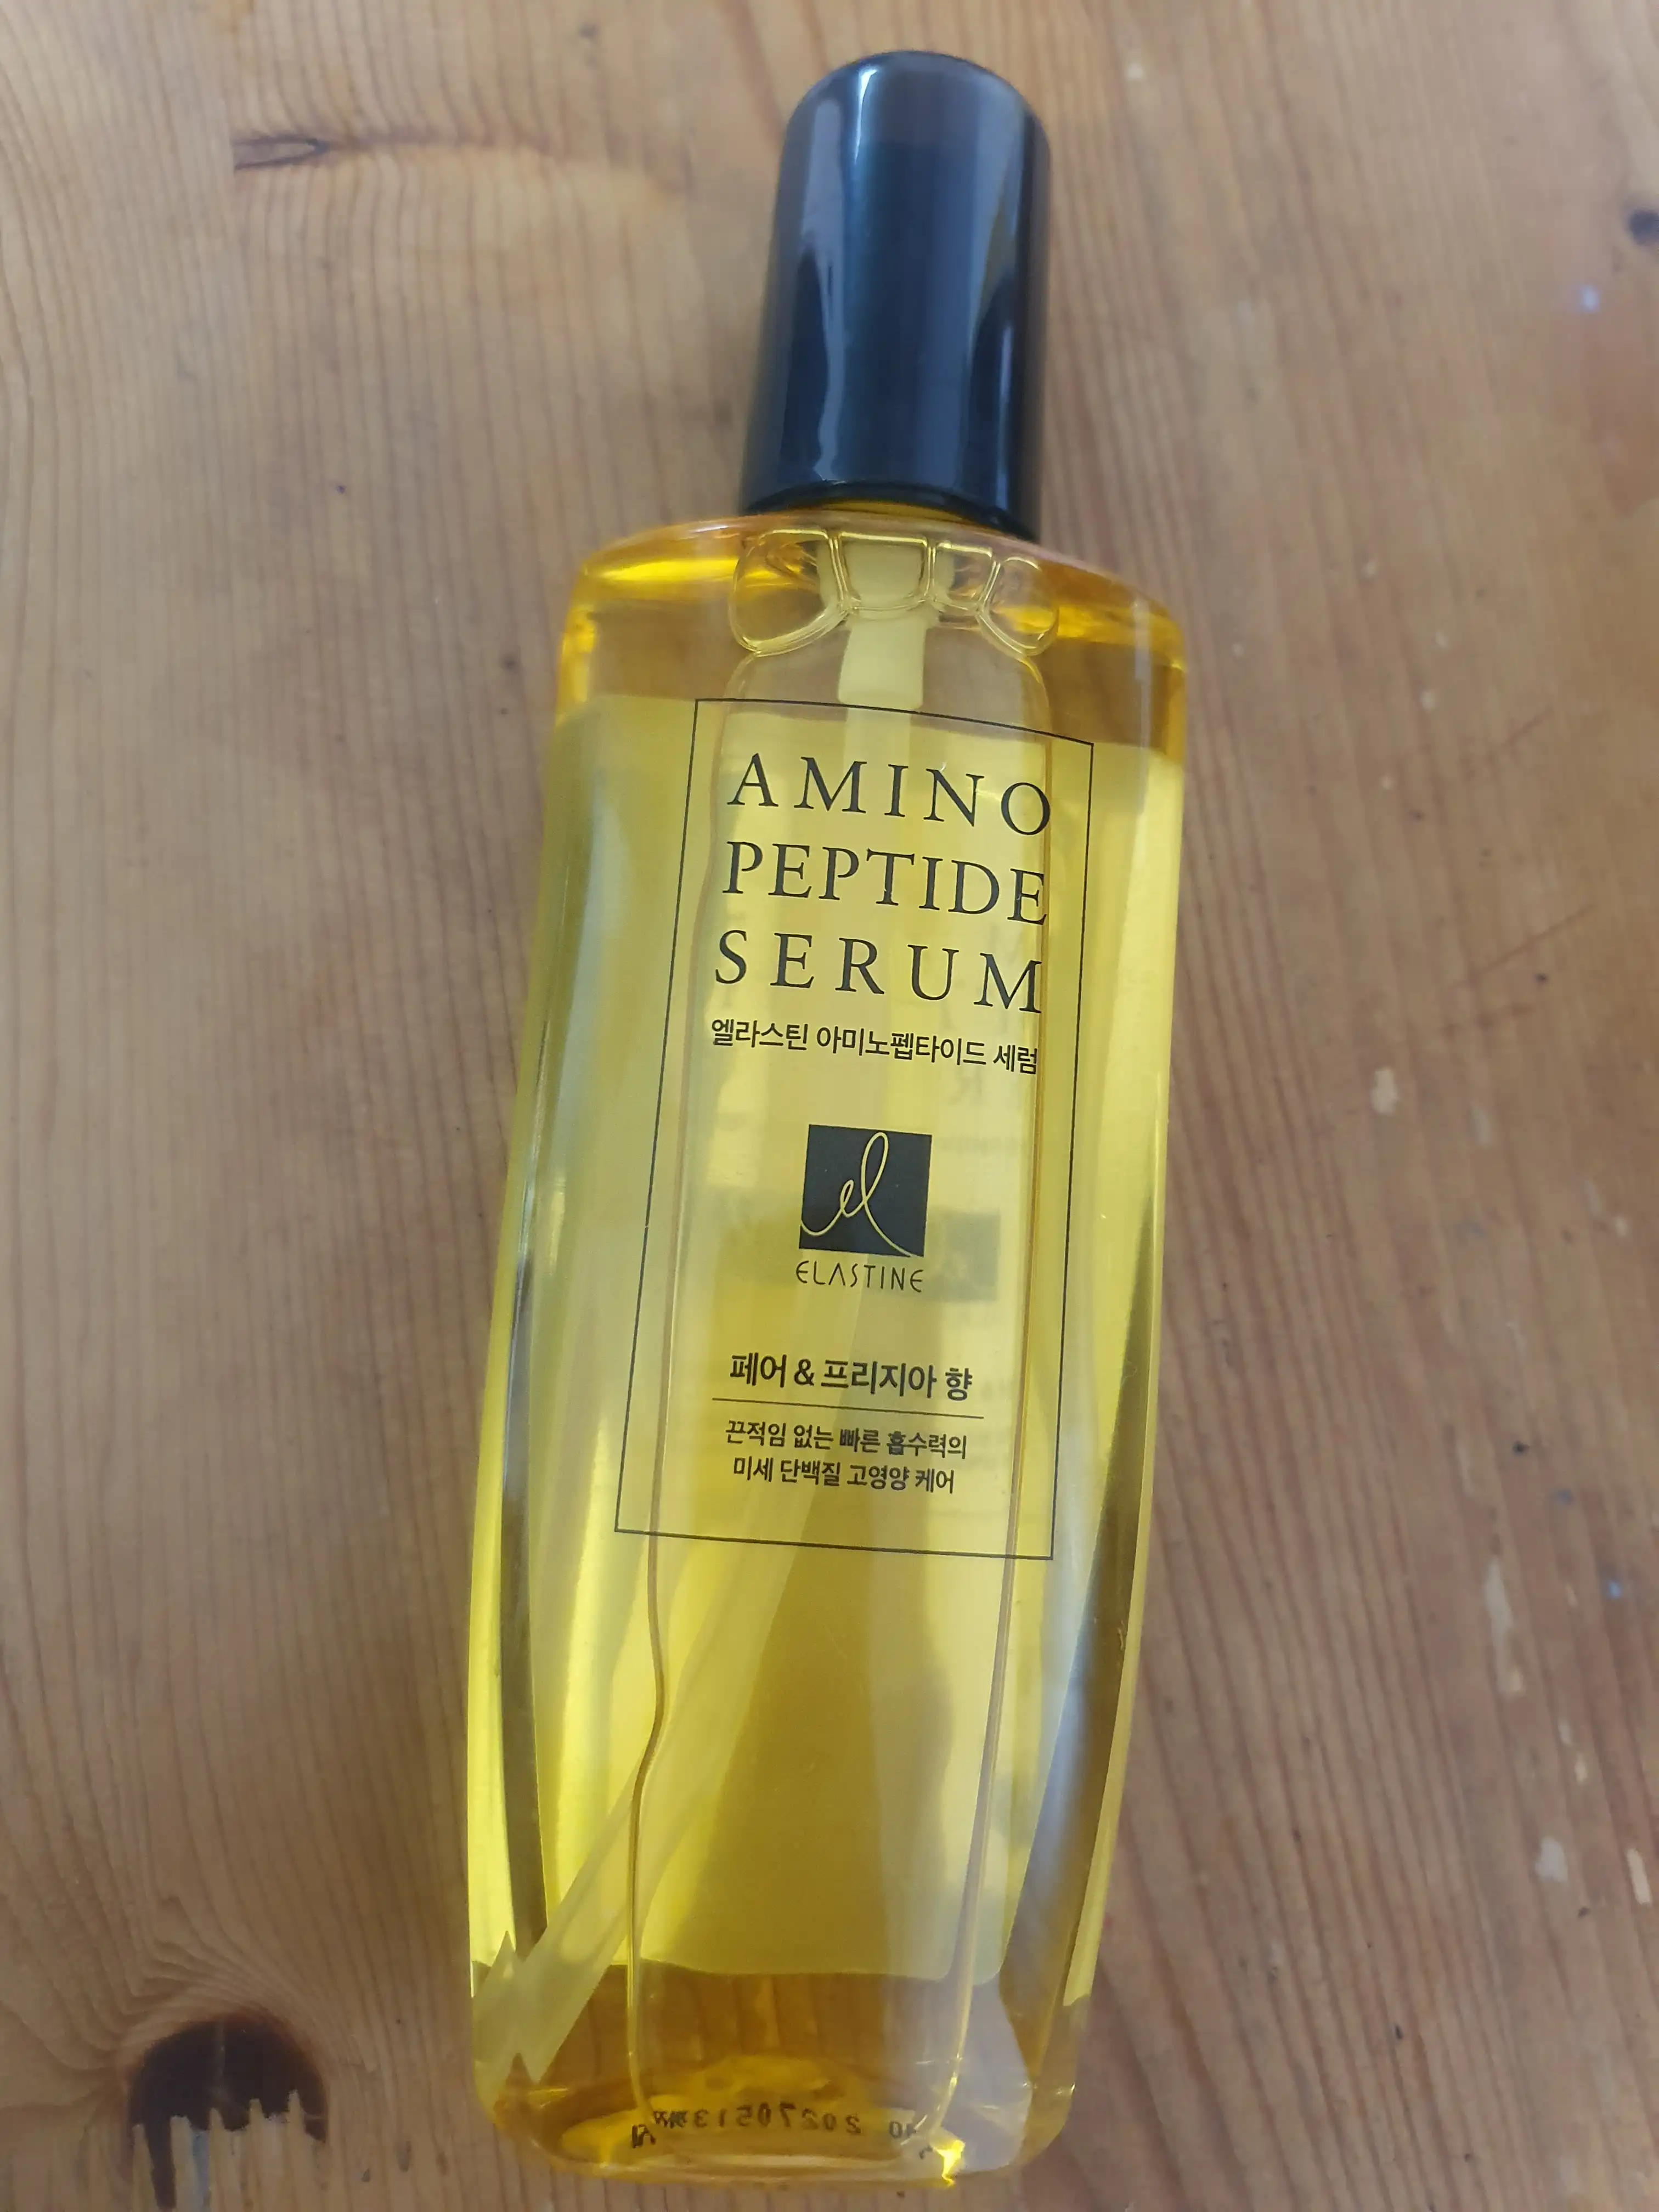 AMINO
PEPTIDE
SERUM
엘라스틴 아미노펩타이드 세럼
el
ELASTINE
페어 & 프리지아 향
끈적임 없는 빠른 흡수력의
미세 단백질 고영양 케어
20270513